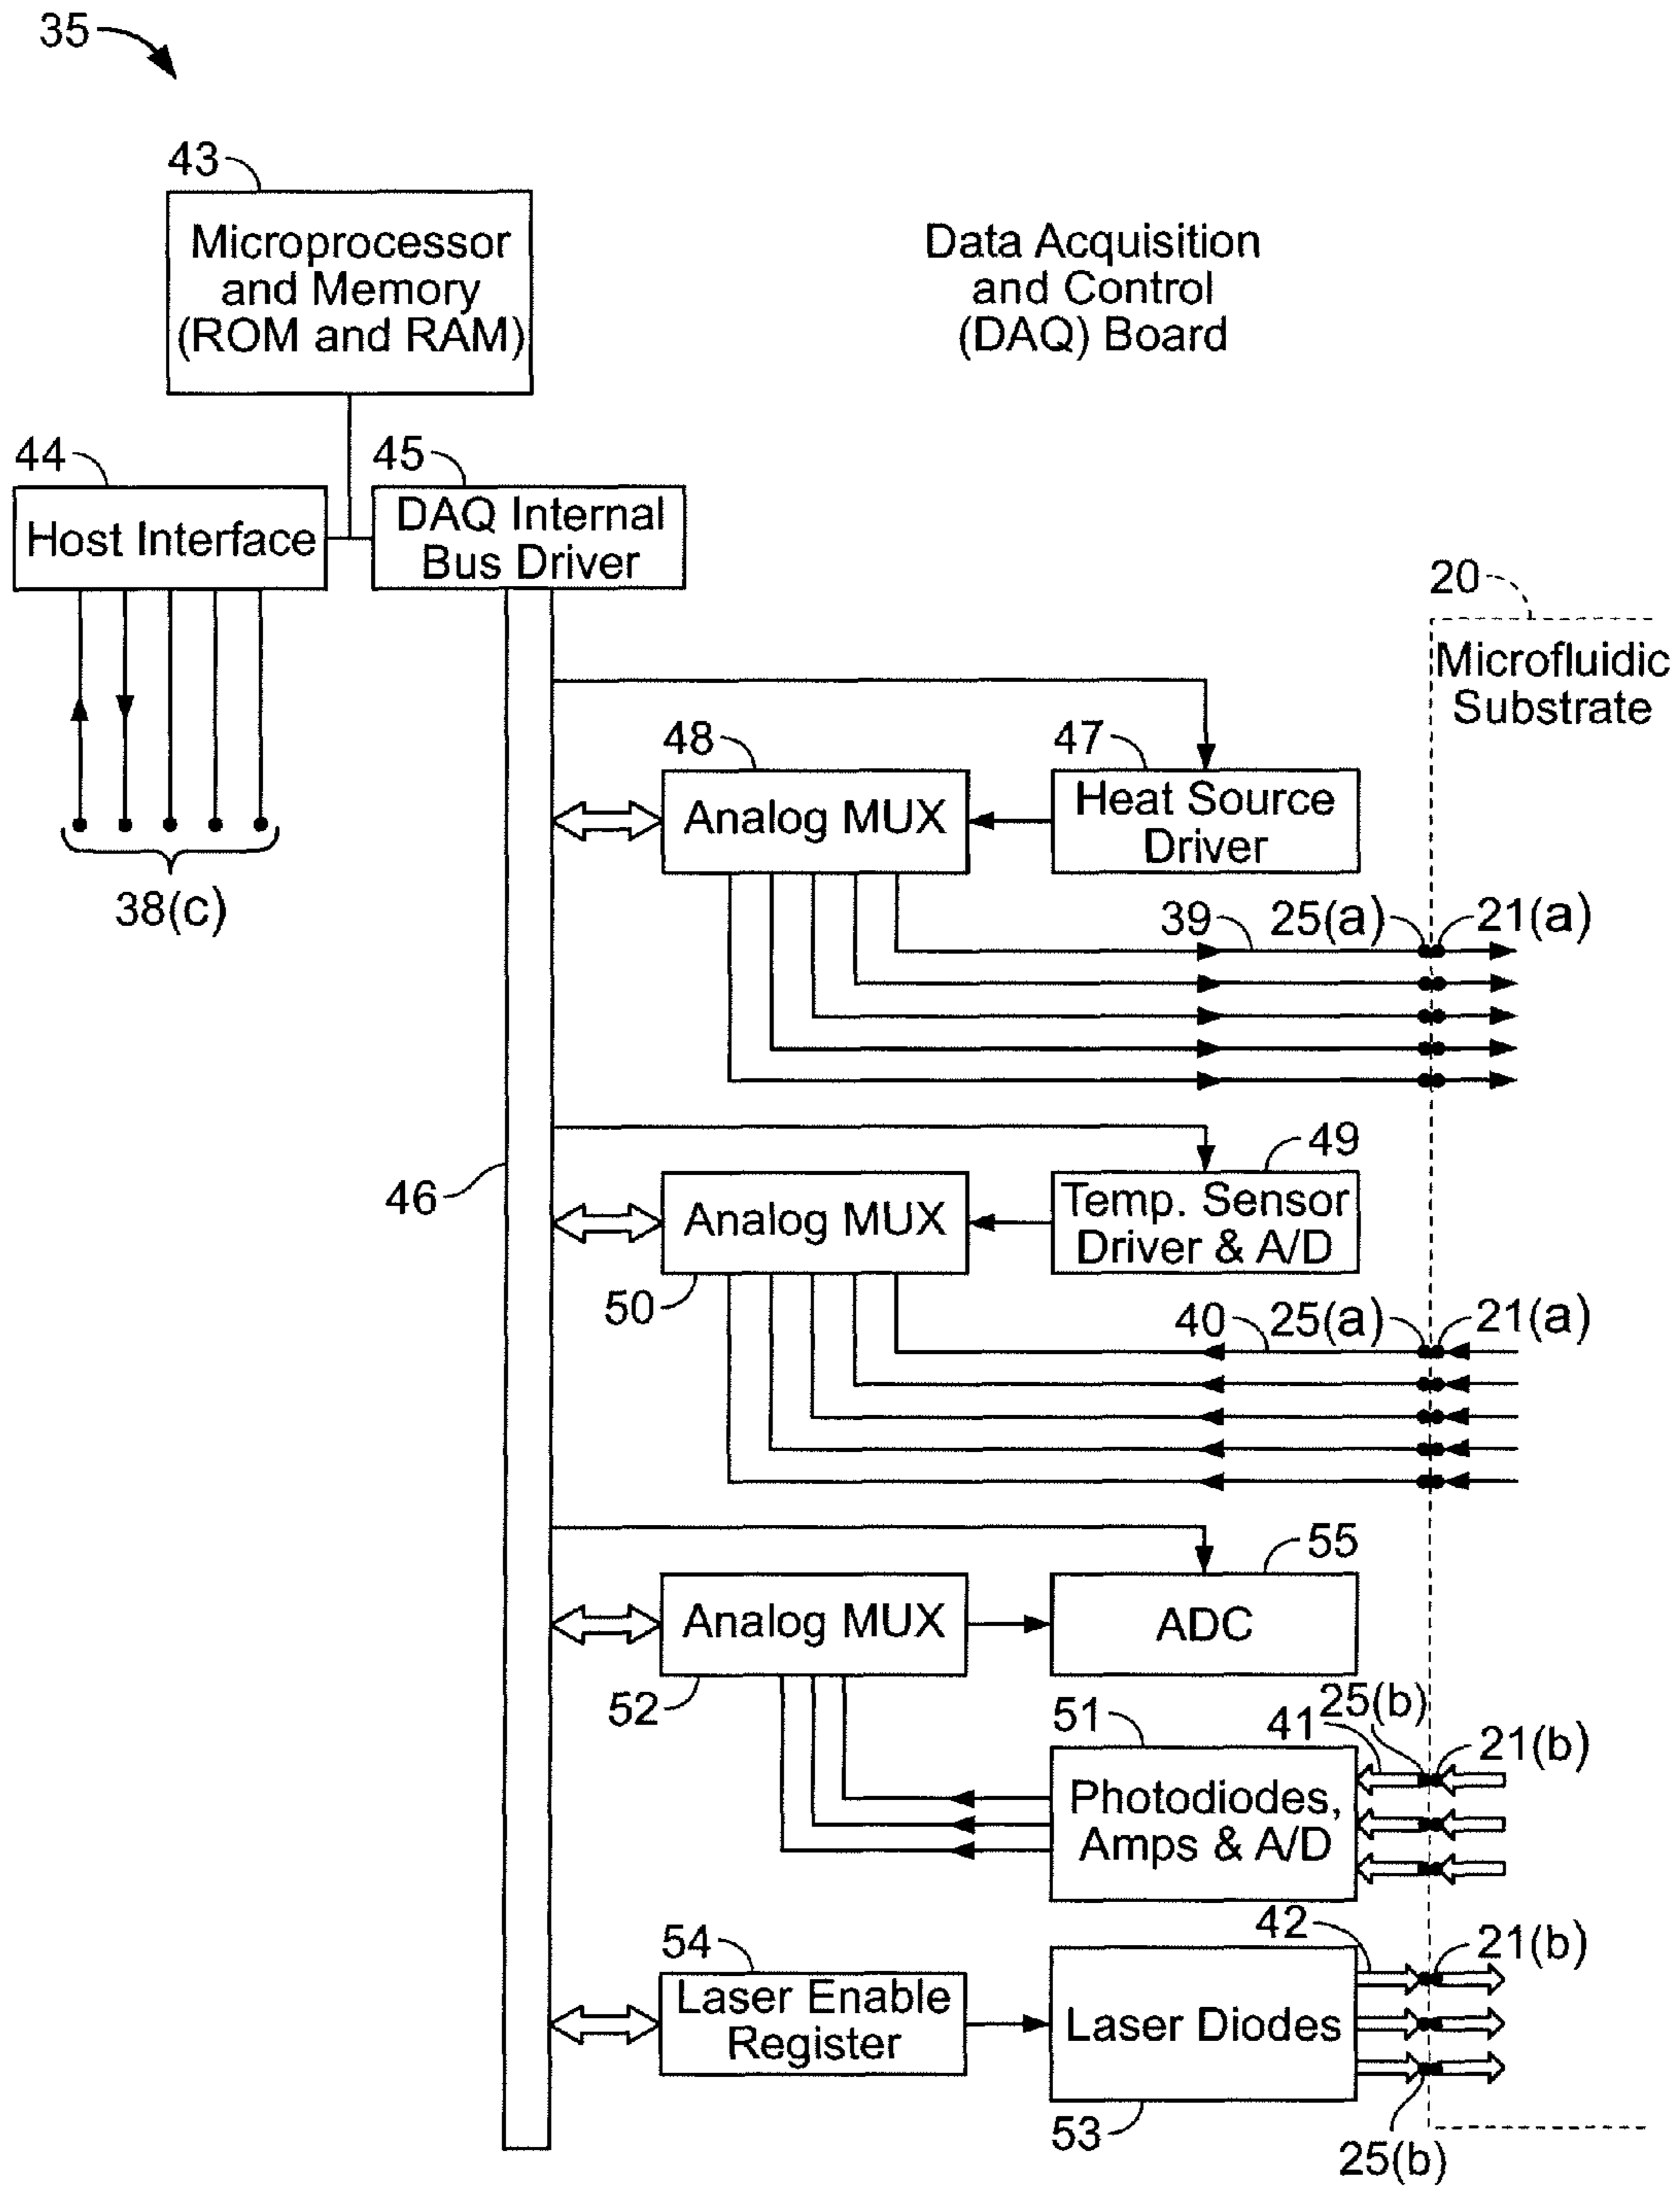 35
43
Microprocessor
and Memory
(ROM and RAM)
Data Acquisition
and Control
(DAQ) Board
44
Host Interface
45
DAQ Internal
Bus Driver
38(c)
20
Microfluidic
Substrate
48
Analog MUX
47
Heat Source
Driver
39
25(a)
21(a)
46
Analog MUX
50
49
Temp. Sensor
Driver & A/D
40
25(a)
21(a)
Analog MUX
52
55
ADC
51
Photodiodes,
Amps & A/D
41
25(b)
21(b)
54
Laser Enable
Register
42
Laser Diodes
53
21(b)
25(b)